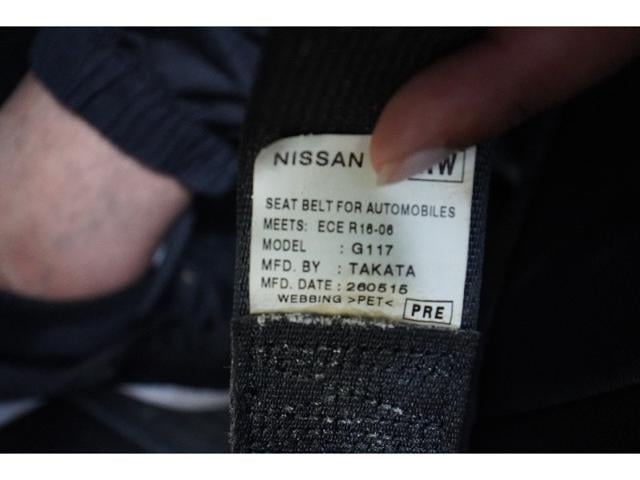 NISSAN
SEAT BELT FOR AUTOMOBILES
MEETS: ECE R16-06
MODEL : G117
MFD. BY : TAKATA
MFD. DATE : 260515
WEBBING >PET<
PRE